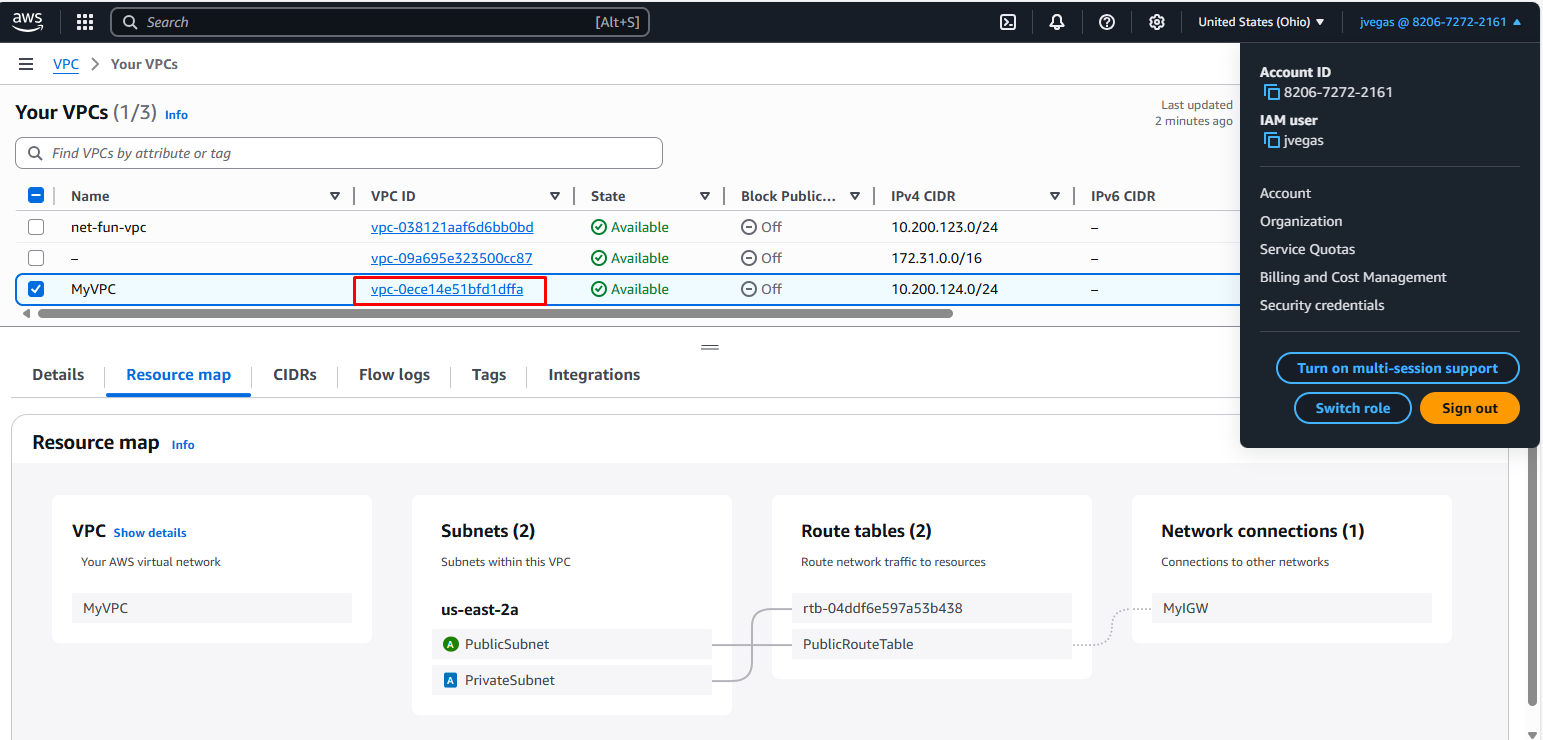 aws
Search [Alt+S]
United States (Ohio)
jvegas @ 8206-7272-2161
VPC
Your VPCs
Your VPCs (1/3) Info
Last updated
2 minutes ago
Find VPCs by attribute or tag
Name VPC ID State Block Public... IPv4 CIDR IPv6 CIDR
net-fun-vpc vpc-038121aaf6d6bb0bd Available Off 10.200.123.0/24 –
– vpc-09a695e323500cc87 Available Off 172.31.0.0/16 –
MyVPC vpc-0ece14e51bfd1dffa Available Off 10.200.124.0/24 –
Account ID
8206-7272-2161
IAM user
jvegas
Account
Organization
Service Quotas
Billing and Cost Management
Security credentials
Turn on multi-session support
Switch role
Sign out
Details Resource map CIDRs Flow logs Tags Integrations
Resource map Info
VPC Show details
Your AWS virtual network
MyVPC
Subnets (2)
Subnets within this VPC
us-east-2a
A PublicSubnet
A PrivateSubnet
Route tables (2)
Route network traffic to resources
rtb-04ddf6e597a53b438
PublicRouteTable
Network connections (1)
Connections to other networks
MyIGW